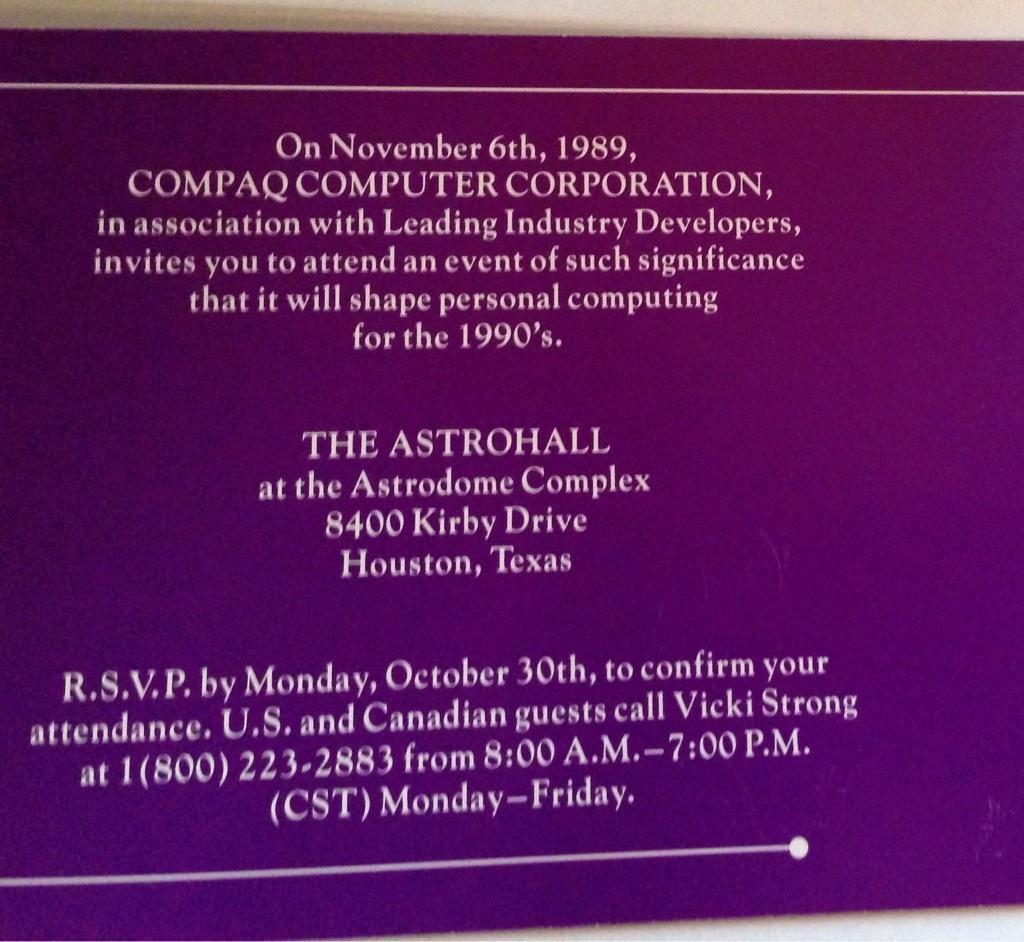 On November 6th, 1989,
COMPAQ COMPUTER CORPORATION,
in association with Leading Industry Developers,
invites you to attend an event of such significance
that it will shape personal computing
for the 1990's.
THE ASTROHALL
at the Astrodome Complex
8400 Kirby Drive
Houston, Texas
R.S.V.P. by Monday, October 30th, to confirm your
attendance. U.S. and Canadian guests call Vicki Strong
at 1(800) 223-2883 from 8:00 A.M.–7:00 P.M.
(CST) Monday–Friday.